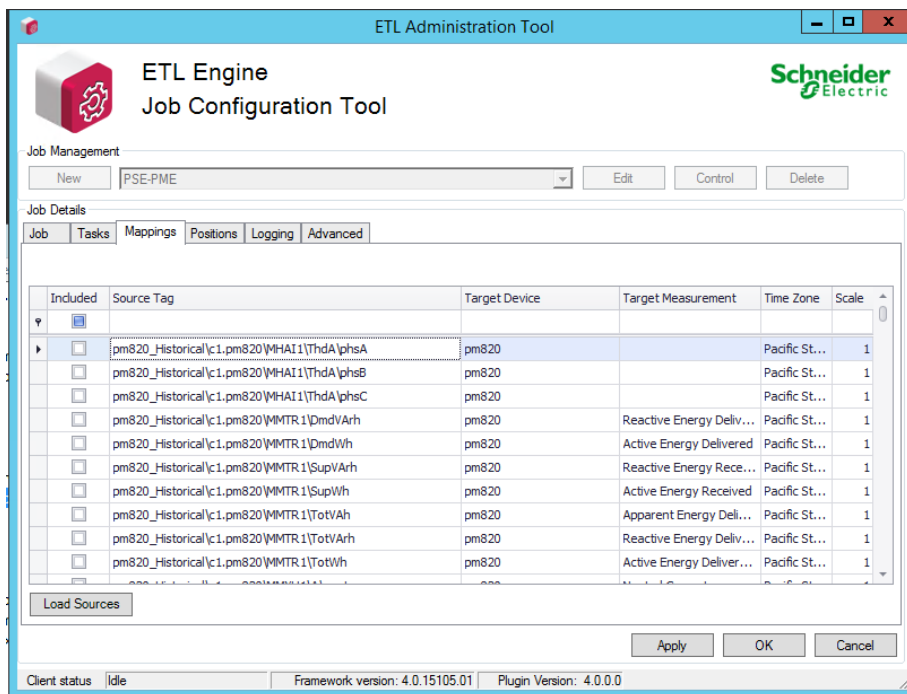 ETL Administration Tool
ETL Engine
Job Configuration Tool
Schneider
Electric
Job Management
New PSE-PME Edit Control Delete
Job Details
Job Tasks Mappings Positions Logging Advanced
Included Source Tag Target Device Target Measurement Time Zone Scale
pm820_Historical\c1.pm820\MHAI1\ThdA\phsA pm820 Pacific St... 1
pm820_Historical\c1.pm820\MHAI1\ThdA\phsB pm820 Pacific St... 1
pm820_Historical\c1.pm820\MHAI1\ThdA\phsC pm820 Pacific St... 1
pm820_Historical\c1.pm820\MMTR1\DmdVArh pm820 Reactive Energy Deliv... Pacific St... 1
pm820_Historical\c1.pm820\MMTR1\DmdWh pm820 Active Energy Delivered Pacific St... 1
pm820_Historical\c1.pm820\MMTR1\SupVArh pm820 Reactive Energy Rece... Pacific St... 1
pm820_Historical\c1.pm820\MMTR1\SupWh pm820 Active Energy Received Pacific St... 1
pm820_Historical\c1.pm820\MMTR1\TotVAh pm820 Apparent Energy Deli... Pacific St... 1
pm820_Historical\c1.pm820\MMTR1\TotVArh pm820 Reactive Energy Deliv... Pacific St... 1
pm820_Historical\c1.pm820\MMTR1\TotWh pm820 Active Energy Deliver... Pacific St... 1
Load Sources
Apply OK Cancel
Client status Idle Framework version: 4.0.15105.01 Plugin Version: 4.0.0.0